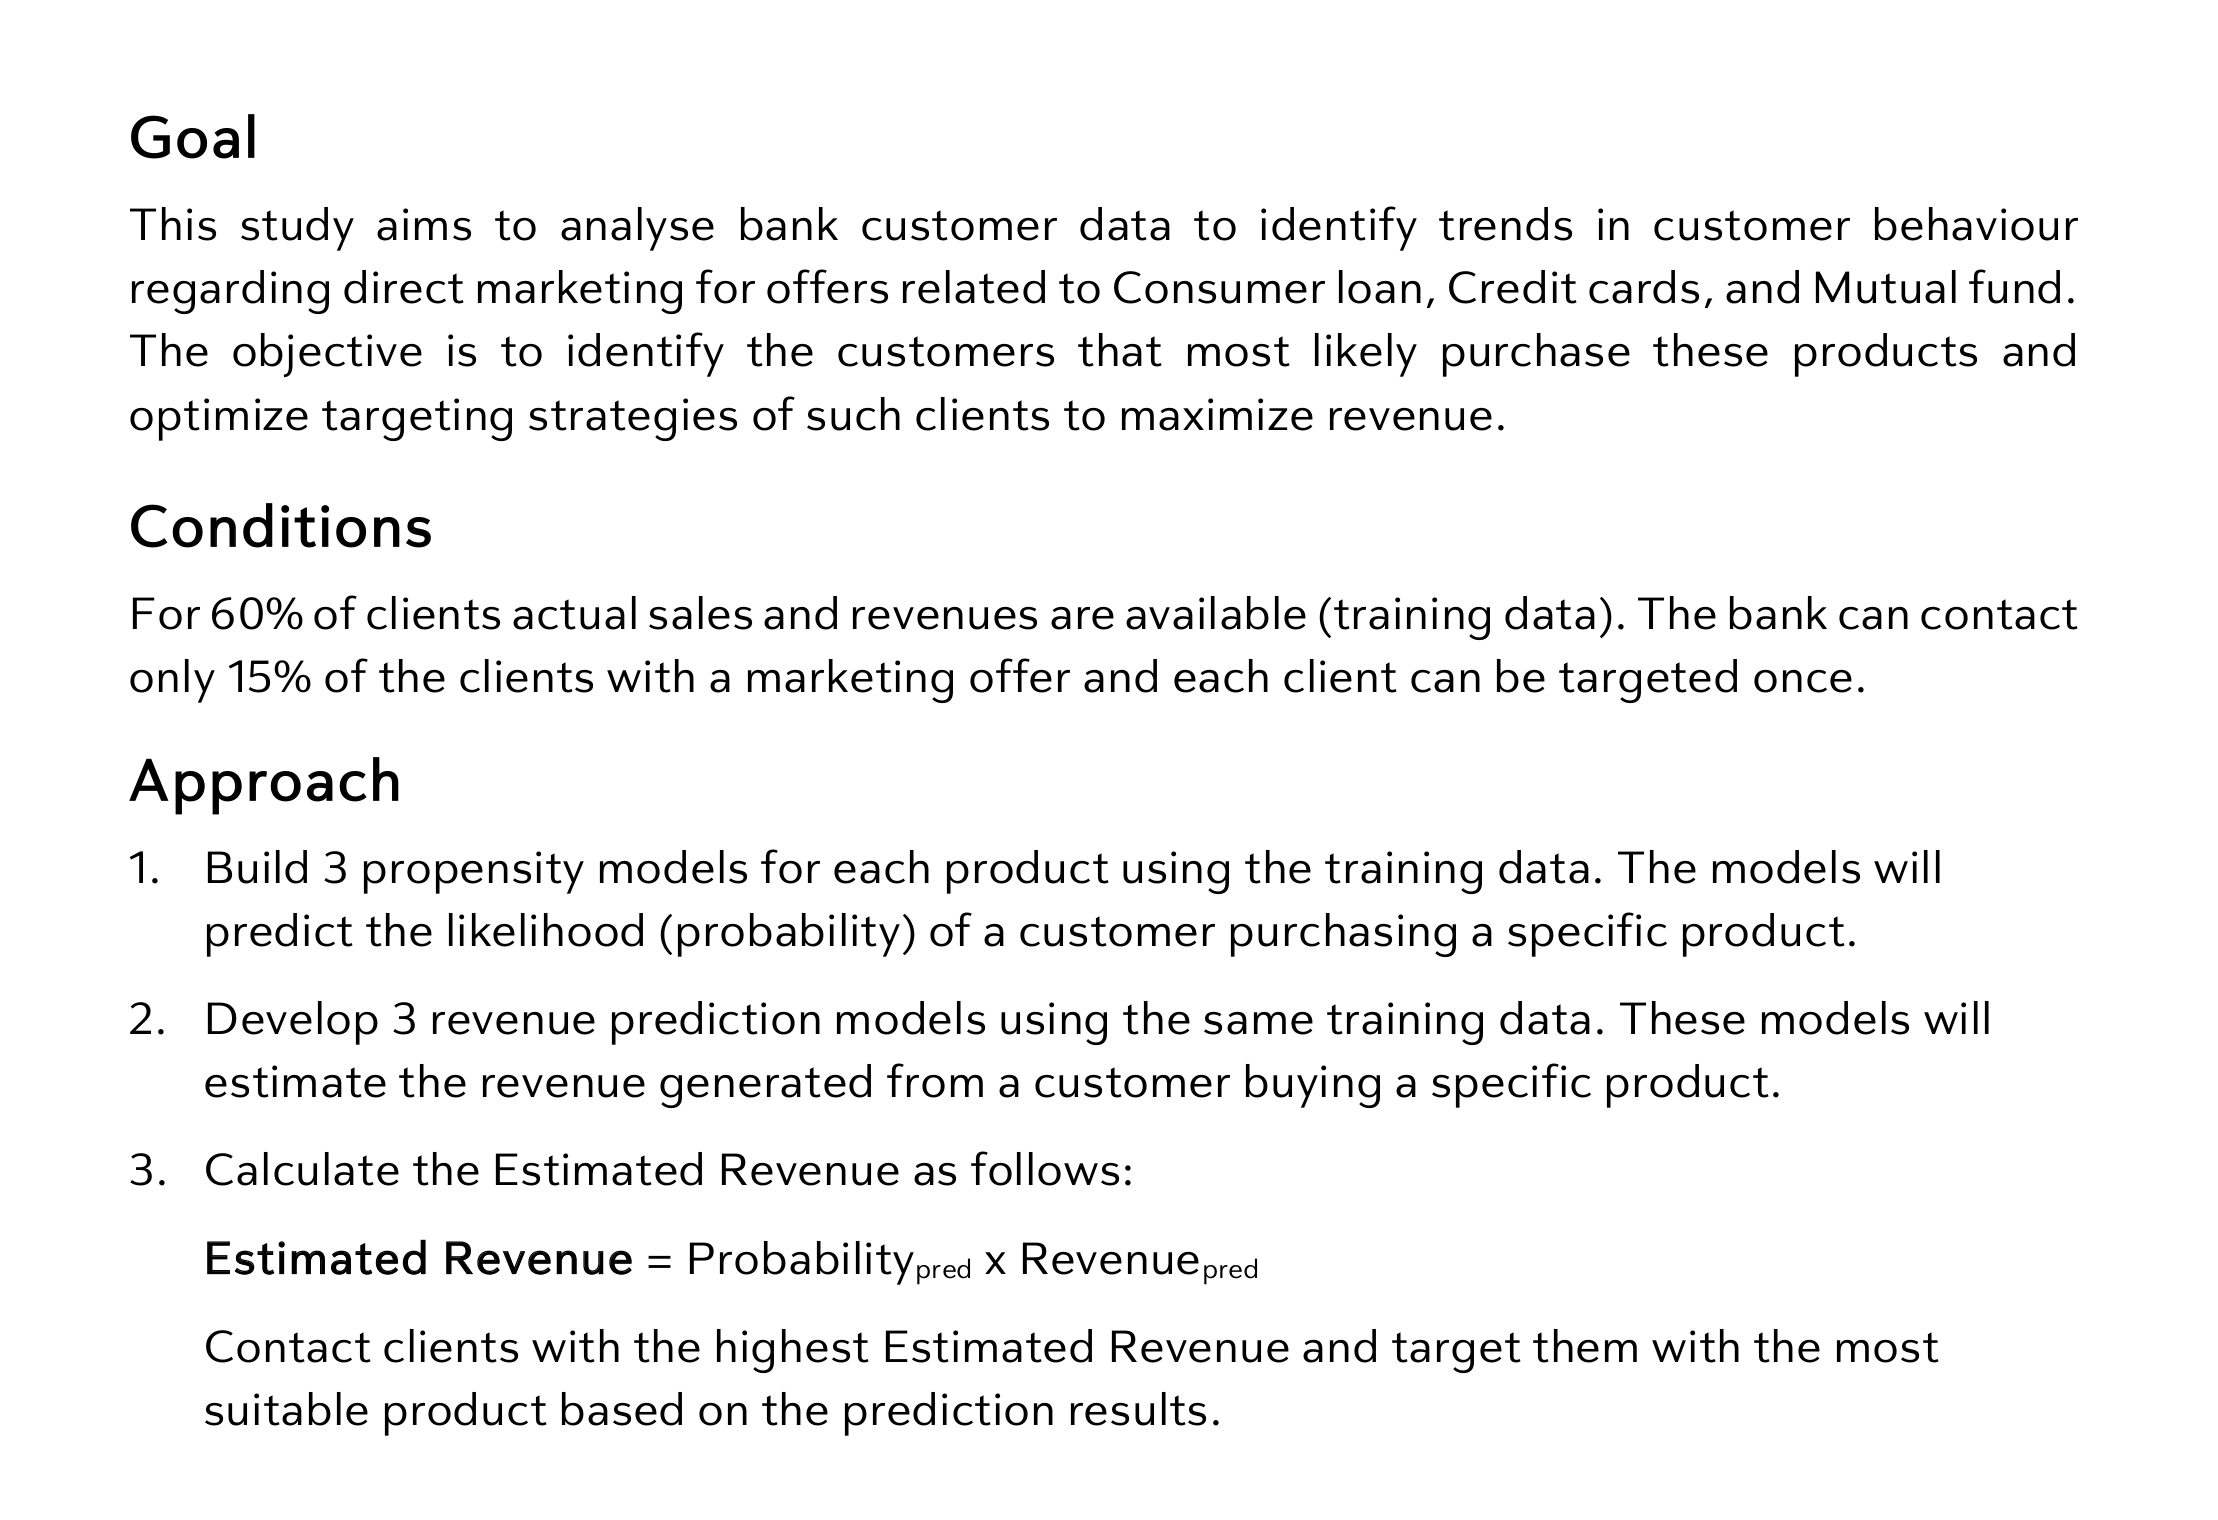 Goal
This study aims to analyse bank customer data to identify trends in customer behaviour
regarding direct marketing for offers related to Consumer loan, Credit cards, and Mutual fund.
The objective is to identify the customers that most likely purchase these products and
optimize targeting strategies of such clients to maximize revenue.
Conditions
For 60% of clients actual sales and revenues are available (training data). The bank can contact
only 15% of the clients with a marketing offer and each client can be targeted once.
Approach
1. Build 3 propensity models for each product using the training data. The models will
predict the likelihood (probability) of a customer purchasing a specific product.
2. Develop 3 revenue prediction models using the same training data. These models will
estimate the revenue generated from a customer buying a specific product.
3. Calculate the Estimated Revenue as follows:
Estimated Revenue = Probabilitypred x Revenuepred
Contact clients with the highest Estimated Revenue and target them with the most
suitable product based on the prediction results.